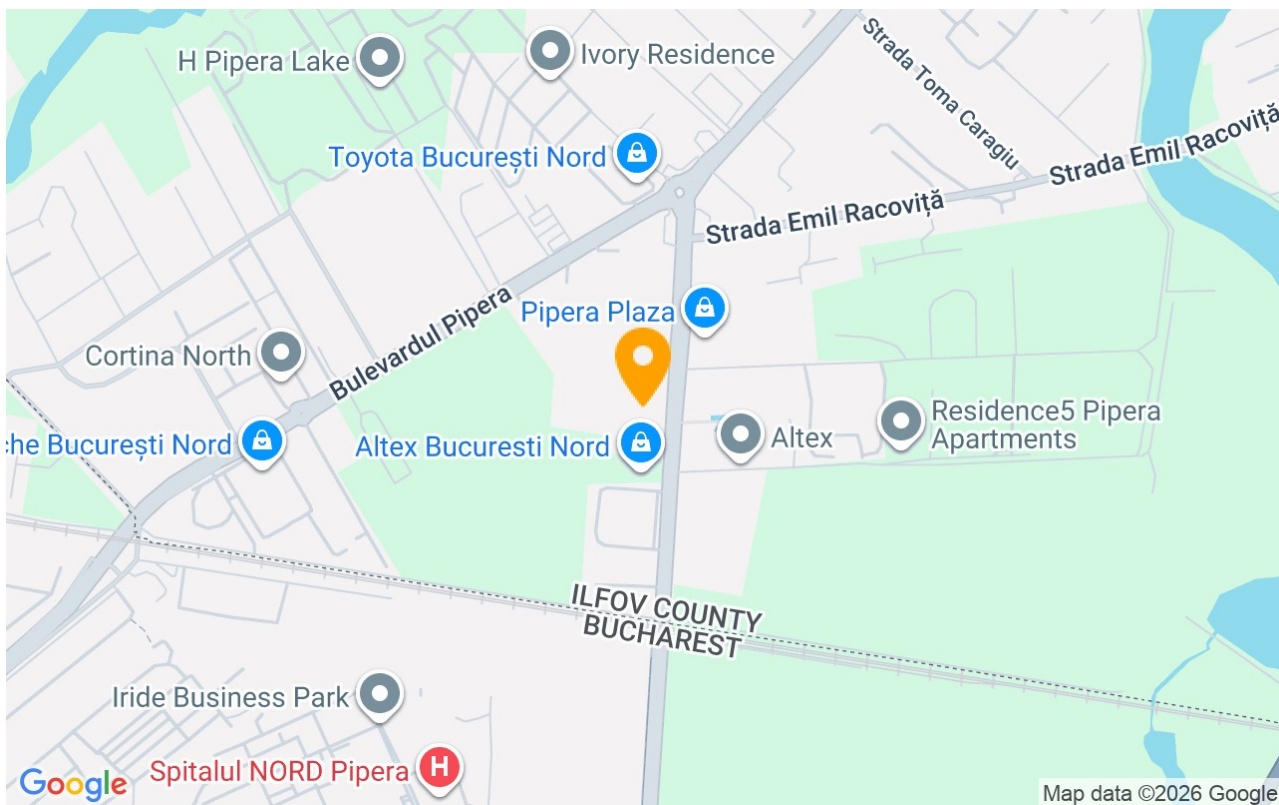 Strada Toma Caragiu
Ivory Residence
H Pipera Lake
Strada Emil Racoviță
Toyota București Nord
Strada Emil Racoviță
Pipera Plaza
Bulevardul Pipera
Cortina North
Residence5 Pipera
Apartments
Altex
che București Nord
Altex Bucuresti Nord
ILFOV COUNTY
BUCHAREST
Iride Business Park
Spitalul NORD Pipera
H
Google
Map data ©2026 Google